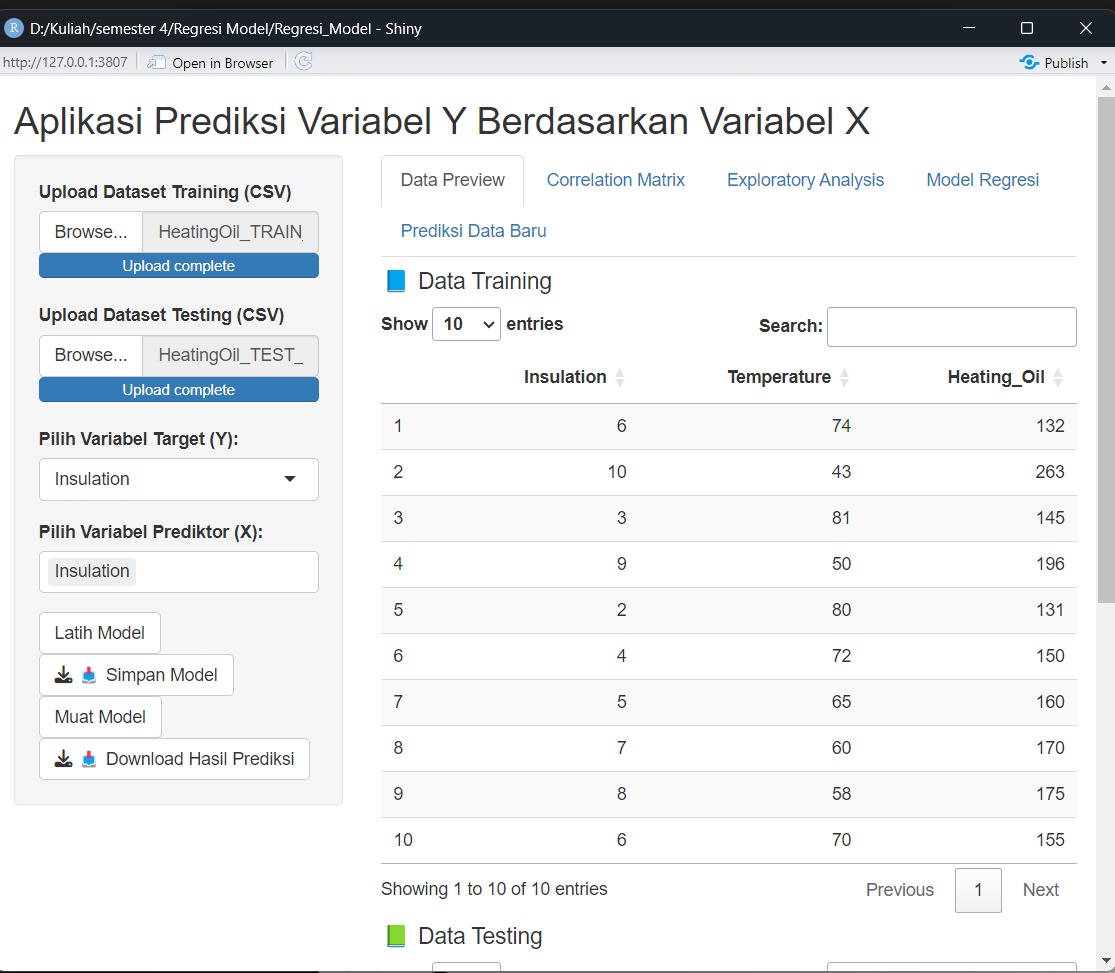 R D:/Kuliah/semester 4/Regresi Model/Regresi_Model - Shiny
http://127.0.0.1:3807 Open in Browser Publish
Aplikasi Prediksi Variabel Y Berdasarkan Variabel X
Upload Dataset Training (CSV)
Browse... HeatingOil_TRAIN
Upload complete
Upload Dataset Testing (CSV)
Browse... HeatingOil_TEST_
Upload complete
Pilih Variabel Target (Y):
Insulation
Pilih Variabel Prediktor (X):
Insulation
Latih Model
Simpan Model
Muat Model
Download Hasil Prediksi
Data Preview Correlation Matrix Exploratory Analysis Model Regresi
Prediksi Data Baru
Data Training
Show 10 entries Search:
Insulation Temperature Heating_Oil
1 6 74 132
2 10 43 263
3 3 81 145
4 9 50 196
5 2 80 131
6 4 72 150
7 5 65 160
8 7 60 170
9 8 58 175
10 6 70 155
Showing 1 to 10 of 10 entries Previous 1 Next
Data Testing